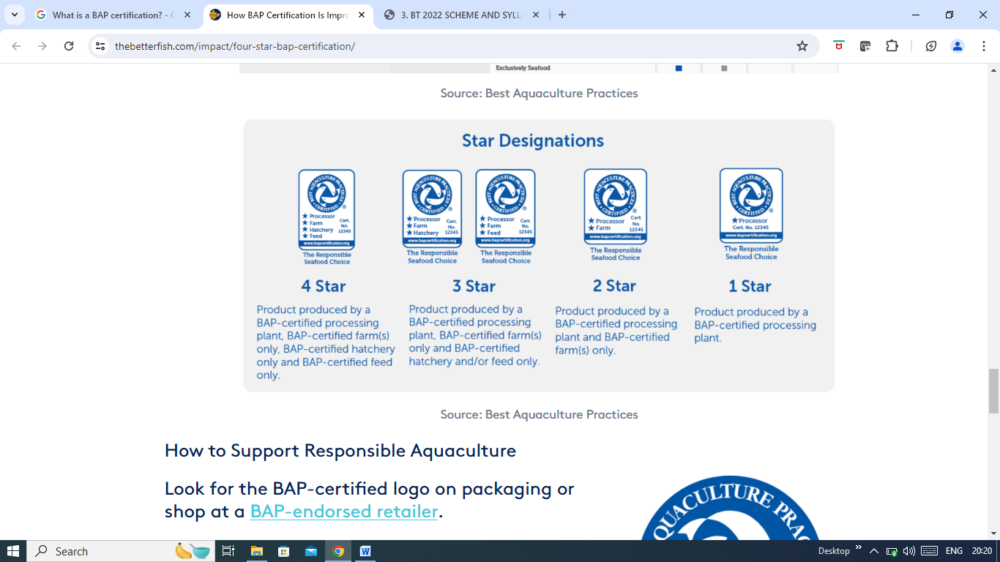 What is a BAP certification? - G
How BAP Certification Is Impro
3. BT 2022 SCHEME AND SYLLA
thebetterfish.com/impact/four-star-bap-certification/
Exclusively Seafood
Source: Best Aquaculture Practices
Star Designations
BEST AQUACULTURE PRACTICES
CERTIFIED
®
★ Processor
★ Farm
★ Hatchery
★ Feed
Cert.
No.
12345
www.bapcertification.org
The Responsible
Seafood Choice
4 Star
Product produced by a
BAP-certified processing
plant, BAP-certified farm(s)
only, BAP-certified hatchery
only and BAP-certified feed
only.
BEST AQUACULTURE PRACTICES
CERTIFIED
®
★ Processor
★ Farm
★ Hatchery
Cert.
No.
12345
www.bapcertification.org
The Responsible
Seafood Choice
BEST AQUACULTURE PRACTICES
CERTIFIED
®
★ Processor
★ Farm
★ Feed
Cert.
No.
12345
www.bapcertification.org
The Responsible
Seafood Choice
3 Star
Product produced by a
BAP-certified processing
plant, BAP-certified farm(s)
only and BAP-certified
hatchery and/or feed only.
BEST AQUACULTURE PRACTICES
CERTIFIED
®
★ Processor
★ Farm
Cert.
No.
12345
www.bapcertification.org
The Responsible
Seafood Choice
2 Star
Product produced by a
BAP-certified processing
plant and BAP-certified
farm(s) only.
BEST AQUACULTURE PRACTICES
CERTIFIED
®
★ Processor
Cert. No. 12345
www.bapcertification.org
The Responsible
Seafood Choice
1 Star
Product produced by a
BAP-certified processing
plant.
Source: Best Aquaculture Practices
How to Support Responsible Aquaculture
Look for the BAP-certified logo on packaging or
shop at a BAP-endorsed retailer.
QUACULTURE PRAC
Search
Desktop
ENG
20:20